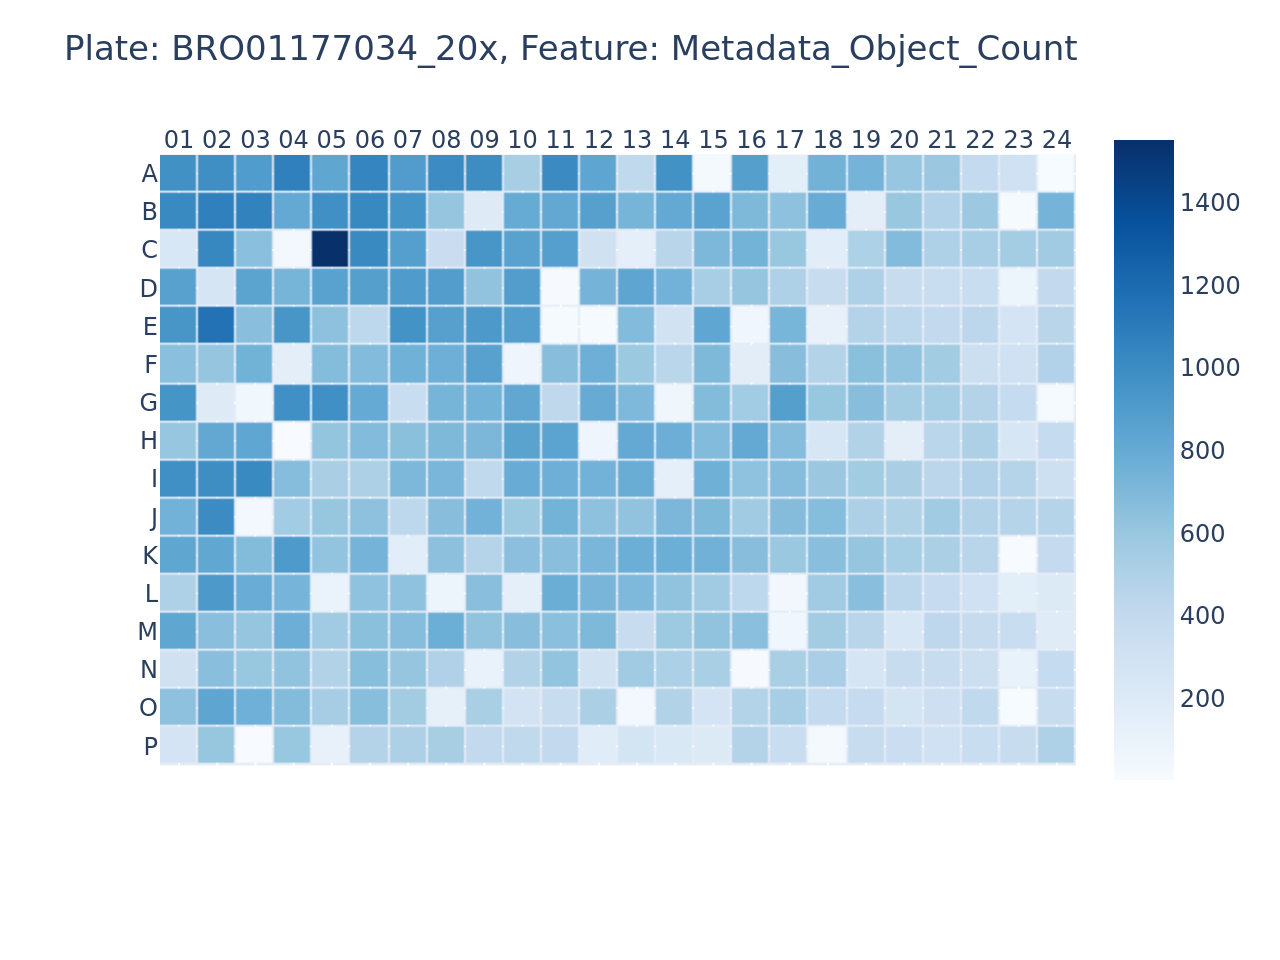 Plate: BRO01177034_20x, Feature: Metadata_Object_Count
01 02 03 04 05 06 07 08 09 10 11 12 13 14 15 16 17 18 19 20 21 22 23 24
A
B
C
D
E
F
G
H
I
J
K
L
M
N
O
P
1400
1200
1000
800
600
400
200